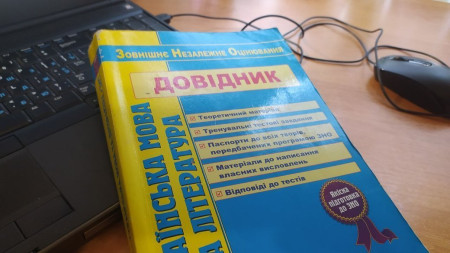 Зовнішнє Незалежне Оцінювання
ДОВІДНИК
Теоретичний матеріал
Тренувальні тестові завдання
Паспорти до всіх творів,
передбачених програмою ЗНО
Матеріали до написання
власних висловлень
Відповіді до тестів
АЇНСЬКА МОВА
А ЛІТЕРАТУРА
Якісна
підготовка
до ЗНО